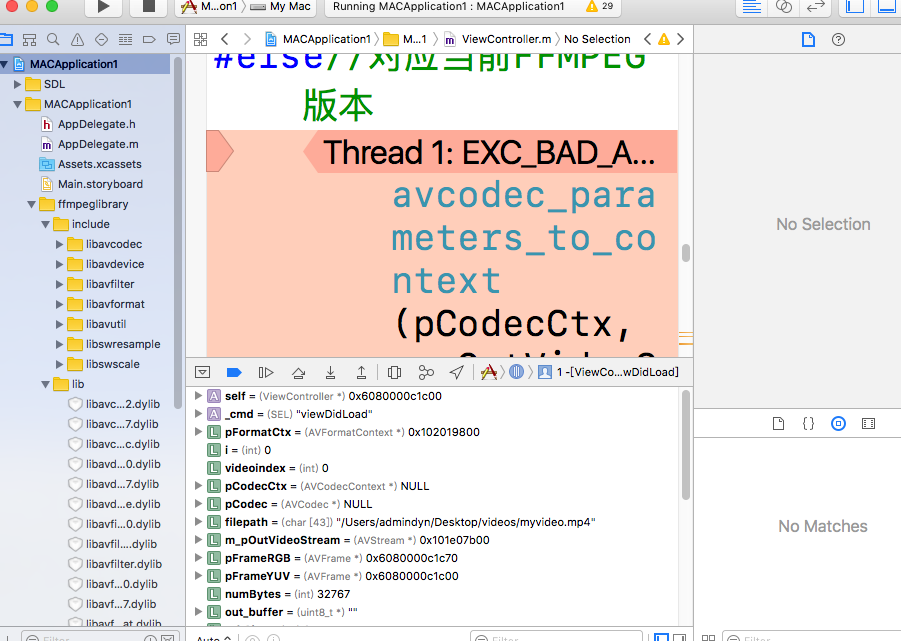 M...on1 My Mac Running MACApplication1 : MACApplication1 29
MACApplication1 M...1 ViewController.m No Selection
MACApplication1
SDL
MACApplication1
AppDelegate.h
AppDelegate.m
Assets.xcassets
Main.storyboard
ffmpeglibrary
include
libavcodec
libavdevice
libavfilter
libavformat
libavutil
libswresample
libswscale
lib
libavc...2.dylib
libavc...7.dylib
libavc...c.dylib
libavd...0.dylib
libavd...7.dylib
libavd...e.dylib
libavfi...0.dylib
libavfil....dylib
libavfilter.dylib
libavf...0.dylib
libavf...7.dylib
libavf...at.dylib
Filter
#else//对应当前FFMPEG
版本
Thread 1: EXC_BAD_A...
avcodec_para
meters_to_co
ntext
(pCodecCtx,
1 -[ViewCo...wDidLoad]
self = (ViewController *) 0x6080000c1c00
_cmd = (SEL) "viewDidLoad"
pFormatCtx = (AVFormatContext *) 0x102019800
i = (int) 0
videoindex = (int) 0
pCodecCtx = (AVCodecContext *) NULL
pCodec = (AVCodec *) NULL
filepath = (char [43]) "/Users/admindyn/Desktop/videos/myvideo.mp4"
m_pOutVideoStream = (AVStream *) 0x101e07b00
pFrameRGB = (AVFrame *) 0x6080000c1c70
pFrameYUV = (AVFrame *) 0x6080000c1c00
numBytes = (int) 32767
out_buffer = (uint8_t *) ""
Auto Filter
No Selection
No Matches
Filter